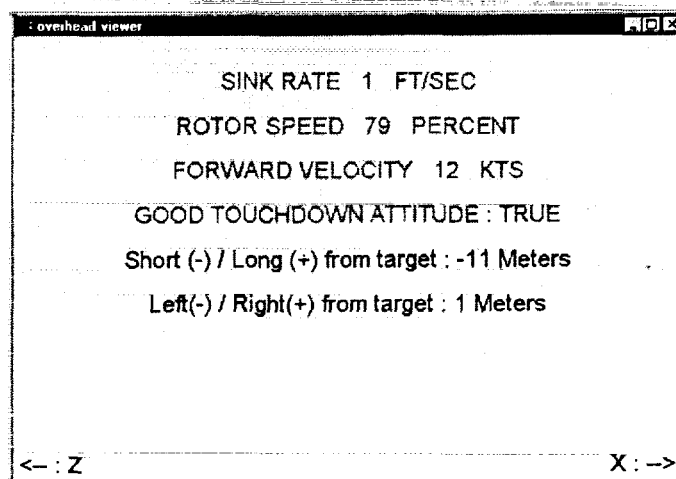 : overhead viewer
SINK RATE 1 FT/SEC
ROTOR SPEED 79 PERCENT
FORWARD VELOCITY 12 KTS
GOOD TOUCHDOWN ATTITUDE : TRUE
Short (-) / Long (+) from target : -11 Meters
Left(-) / Right(+) from target : 1 Meters
<-- : Z X : -->